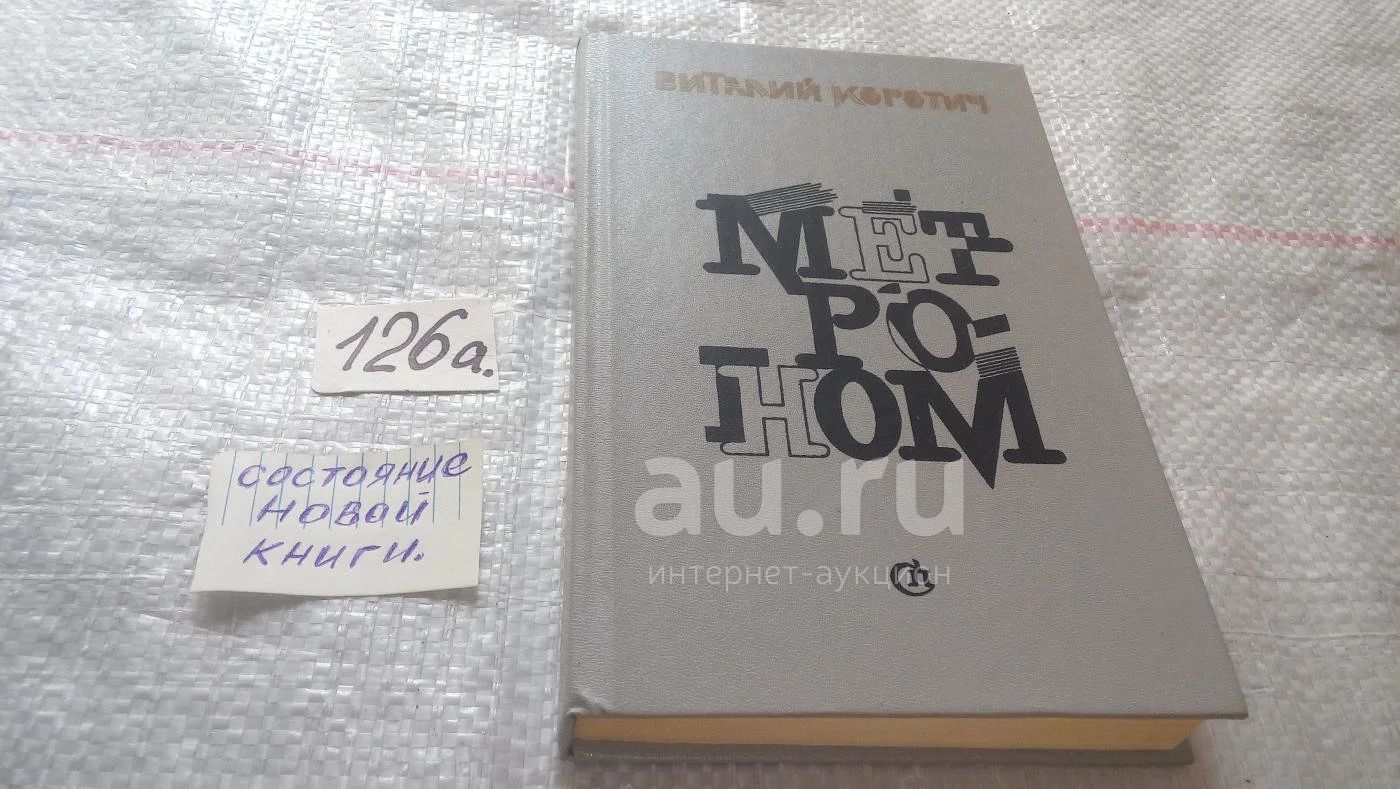 ВИТАЛИЙ КОРОТИЧ
МЕТ
РО-
НОМ
126а.
состояние
новой
книги.
au.ru
интернет-аукцион